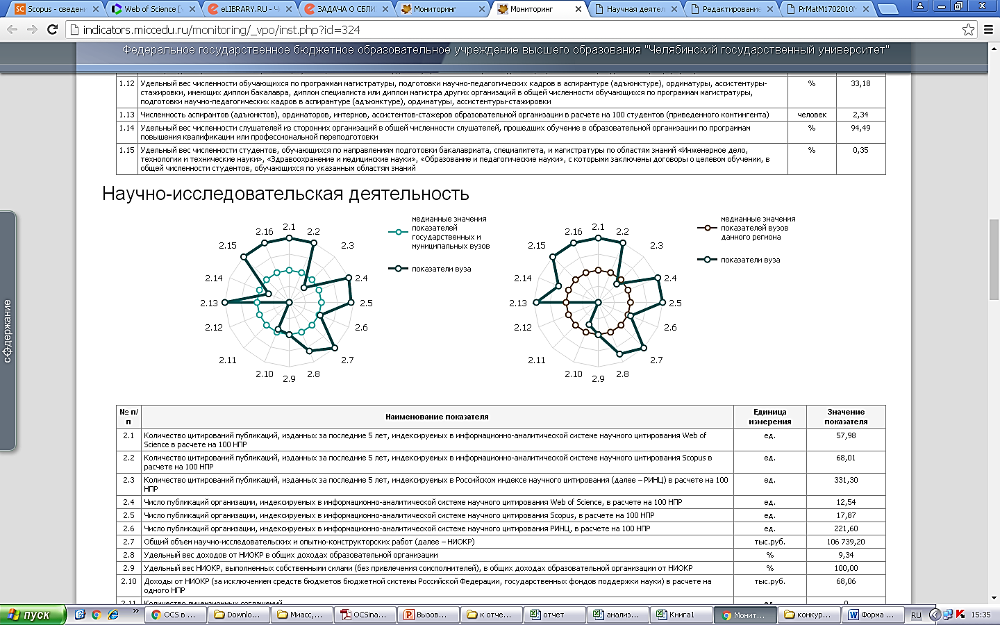 Scopus - сведени
Web of Science [
eLIBRARY.RU - Ч
ЗАДАЧА О СБЛИ
Мониторинг
Мониторинг
Научная деятел
Редактирование
PrMatM1702010M
indicators.miccedu.ru/monitoring/_vpo/inst.php?id=324
Федеральное государственное бюджетное образовательное учреждение высшего образования "Челябинский государственный университет"
1.12 Удельный вес численности обучающихся по программам магистратуры, подготовки научно-педагогических кадров в аспирантуре (адъюнктуре), ординатуры, ассистентуры-
стажировки, имеющих диплом бакалавра, диплом специалиста или диплом магистра других организаций в общей численности обучающихся по программам магистратуры,
подготовки научно-педагогических кадров в аспирантуре (адъюнктуре), ординатуры, ассистентуры-стажировки
% 33,18
1.13 Численность аспирантов (адъюнктов), ординаторов, интернов, ассистентов-стажеров образовательной организации в расчете на 100 студентов (приведенного контингента) человек 2,34
1.14 Удельный вес численности слушателей из сторонних организаций в общей численности слушателей, прошедших обучение в образовательной организации по программам
повышения квалификации или профессиональной переподготовки
% 94,49
1.15 Удельный вес численности студентов, обучающихся по направлениям подготовки бакалавриата, специалитета, и магистратуры по областям знаний «Инженерное дело,
технологии и технические науки», «Здравоохранение и медицинские науки», «Образование и педагогические науки», с которыми заключены договоры о целевом обучении, в
общей численности студентов, обучающихся по указанным областям знаний
% 0,35
Научно-исследовательская деятельность
содержание
2.1
2.2
2.3
2.4
2.5
2.6
2.7
2.8
2.9
2.10
2.11
2.12
2.13
2.14
2.15
2.16
медианные значения
показателей
государственных и
муниципальных вузов
показатели вуза
2.1
2.2
2.3
2.4
2.5
2.6
2.7
2.8
2.9
2.10
2.11
2.12
2.13
2.14
2.15
2.16
медианные значения
показателей вузов
данного региона
показатели вуза
№ п/
п
Наименование показателя
Единица
измерения
Значение
показателя
2.1 Количество цитирований публикаций, изданных за последние 5 лет, индексируемых в информационно-аналитической системе научного цитирования Web of
Science в расчете на 100 НПР
ед. 57,98
2.2 Количество цитирований публикаций, изданных за последние 5 лет, индексируемых в информационно-аналитической системе научного цитирования Scopus в
расчете на 100 НПР
ед. 68,01
2.3 Количество цитирований публикаций, изданных за последние 5 лет, индексируемых в Российском индексе научного цитирования (далее – РИНЦ) в расчете на 100
НПР
ед. 331,30
2.4 Число публикаций организации, индексируемых в информационно-аналитической системе научного цитирования Web of Science, в расчете на 100 НПР ед. 12,54
2.5 Число публикаций организации, индексируемых в информационно-аналитической системе научного цитирования Scopus, в расчете на 100 НПР ед. 17,87
2.6 Число публикаций организации, индексируемых в информационно-аналитической системе научного цитирования РИНЦ, в расчете на 100 НПР ед. 221,60
2.7 Общий объем научно-исследовательских и опытно-конструкторских работ (далее – НИОКР) тыс.руб. 106 739,20
2.8 Удельный вес доходов от НИОКР в общих доходах образовательной организации % 9,34
2.9 Удельный вес НИОКР, выполненных собственными силами (без привлечения соисполнителей), в общих доходах образовательной организации от НИОКР % 100,00
2.10 Доходы от НИОКР (за исключением средств бюджетов бюджетной системы Российской Федерации, государственных фондов поддержки науки) в расчете на
одного НПР
тыс.руб. 68,06
2.11 Количество лицензионных соглашений ед. 0
пуск
»
OCS в ...
Downlo...
Миасс,...
OCSina...
Вызов...
к отче...
отчет
анализ...
Книга1
Монит...
конкур...
Форма ...
RU
15:35